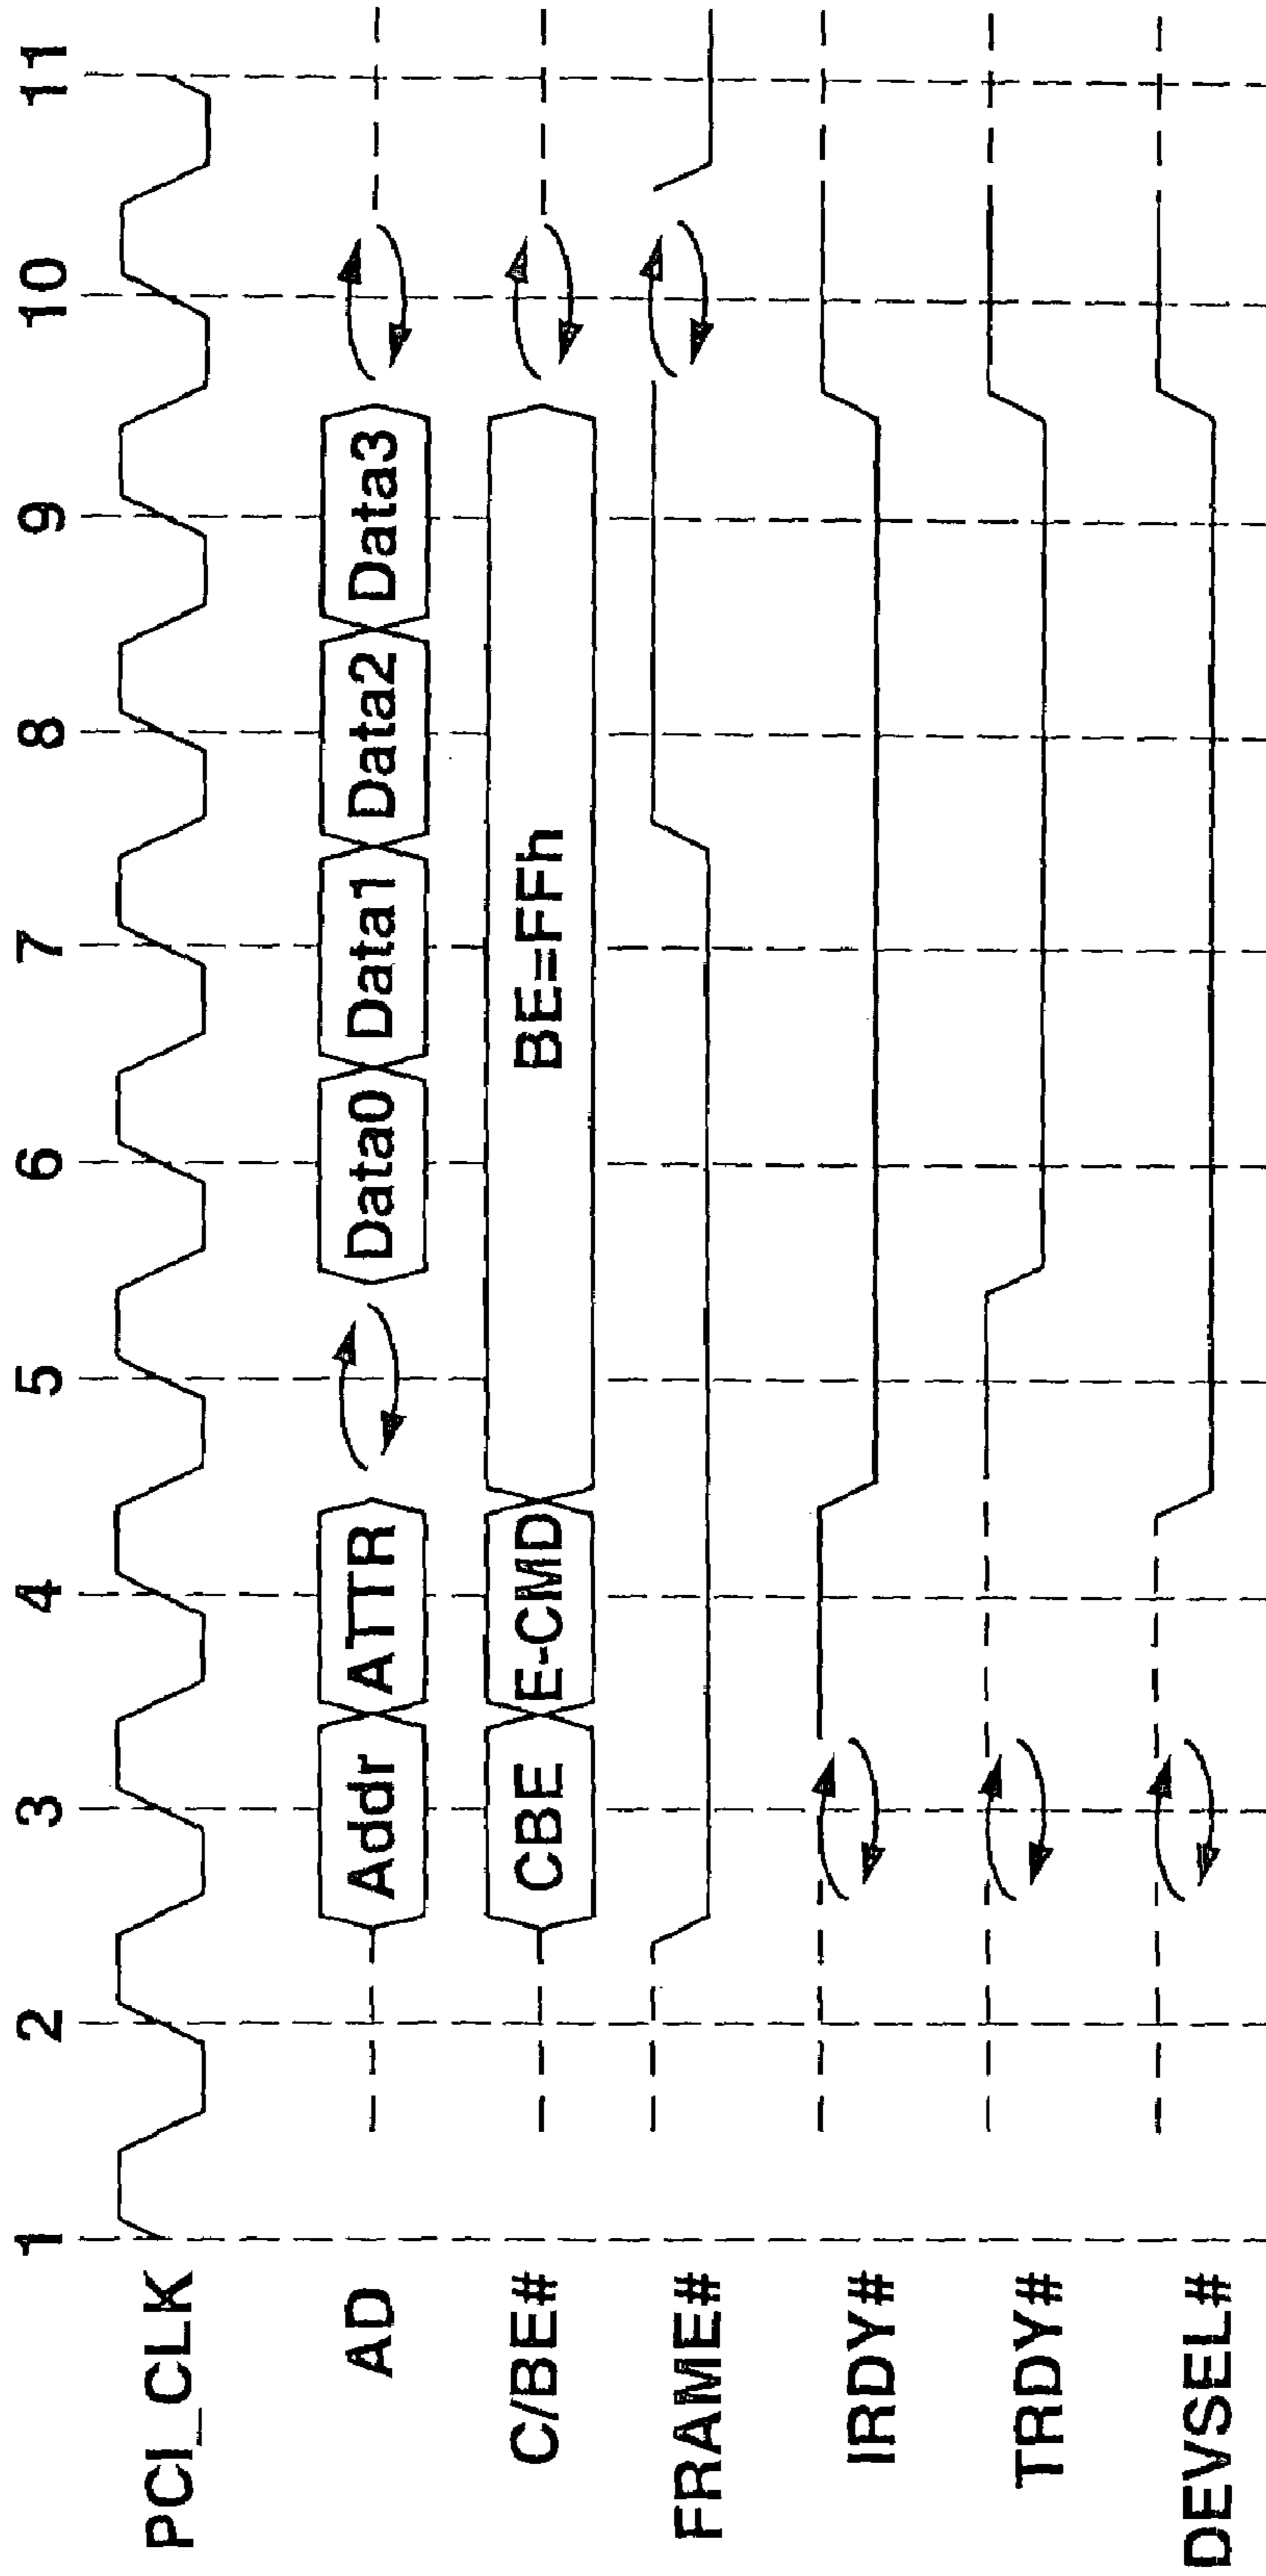 1 2 3 4 5 6 7 8 9 10 11
PCI_CLK
AD Addr ATTR Data0 Data1 Data2 Data3
C/BE# CBE E-CMD BE=FFh
FRAME#
IRDY#
TRDY#
DEVSEL#